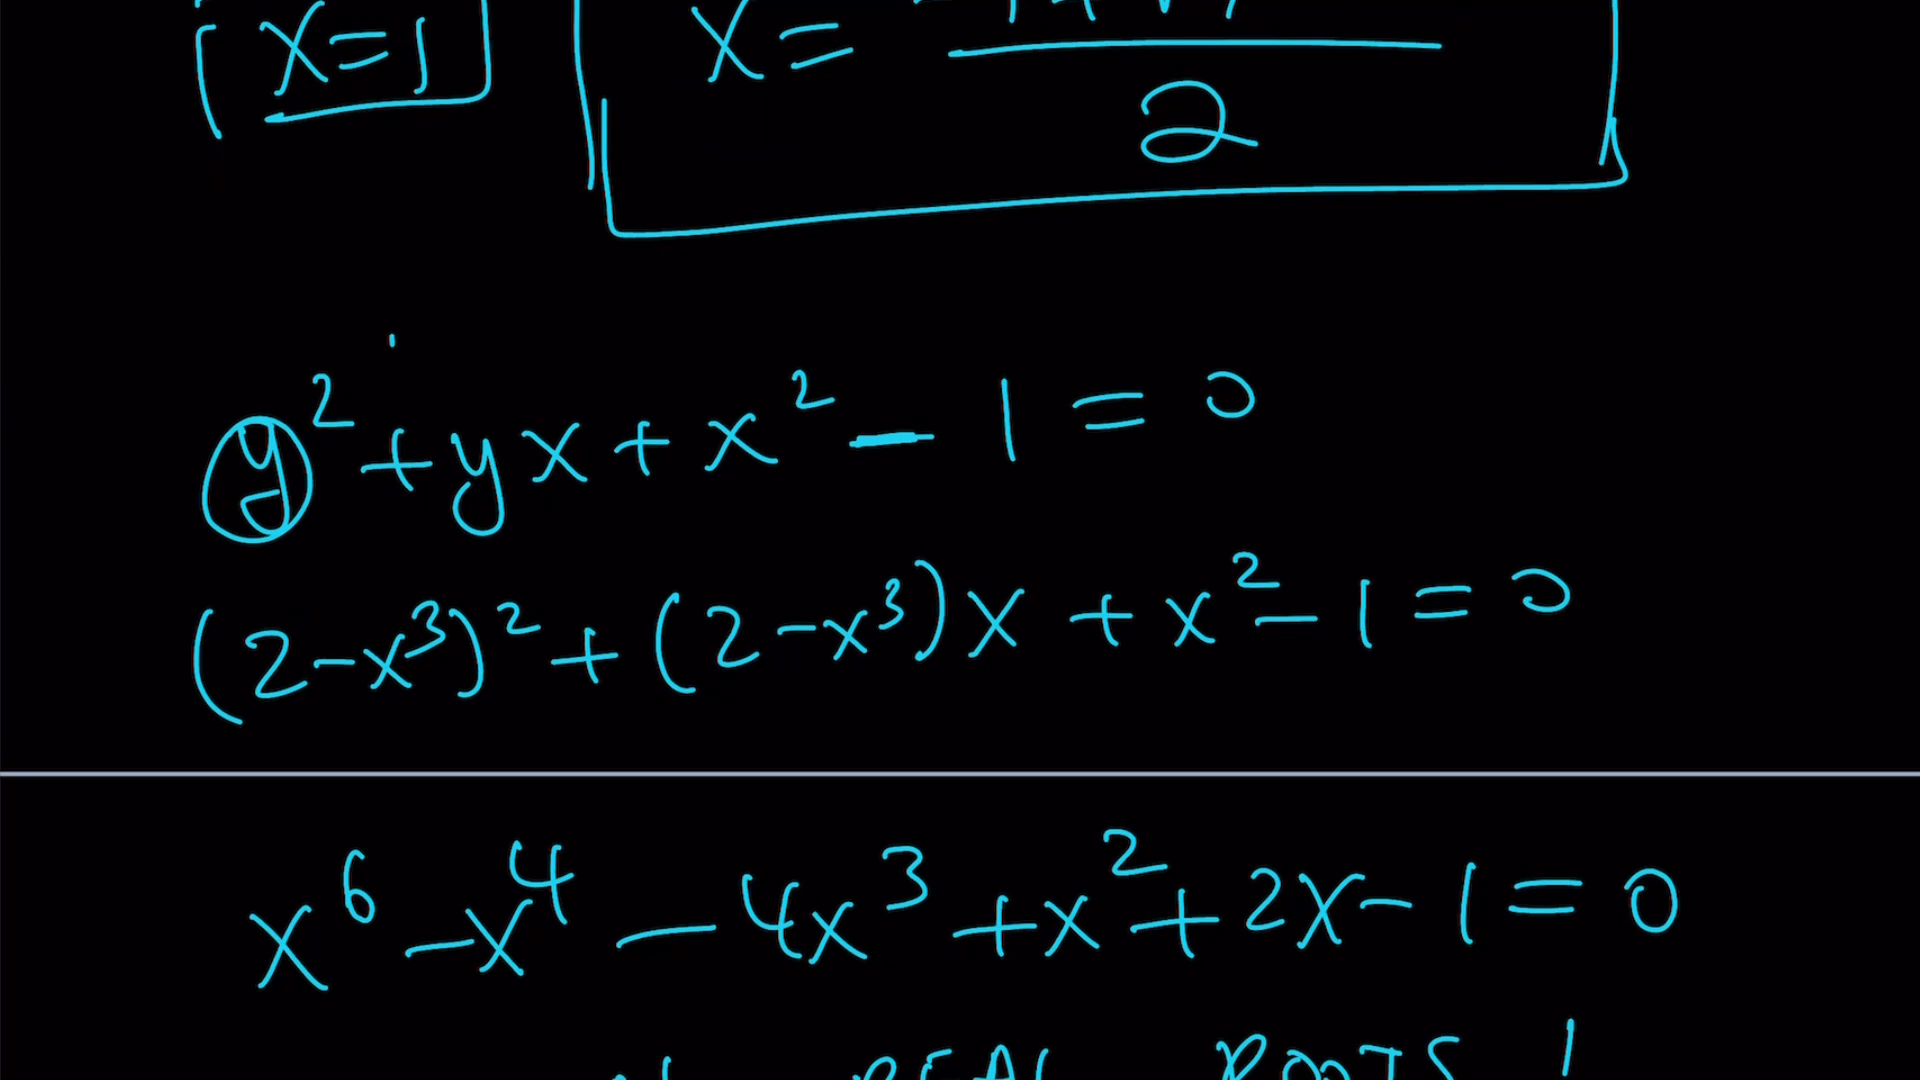 x=1 x= 2
y²+yx+x²-1=0
(2-x³)²+(2-x³)x+x²-1=0
x⁶-x⁴-4x³+x²+2x-1=0
REAL ROOTS!